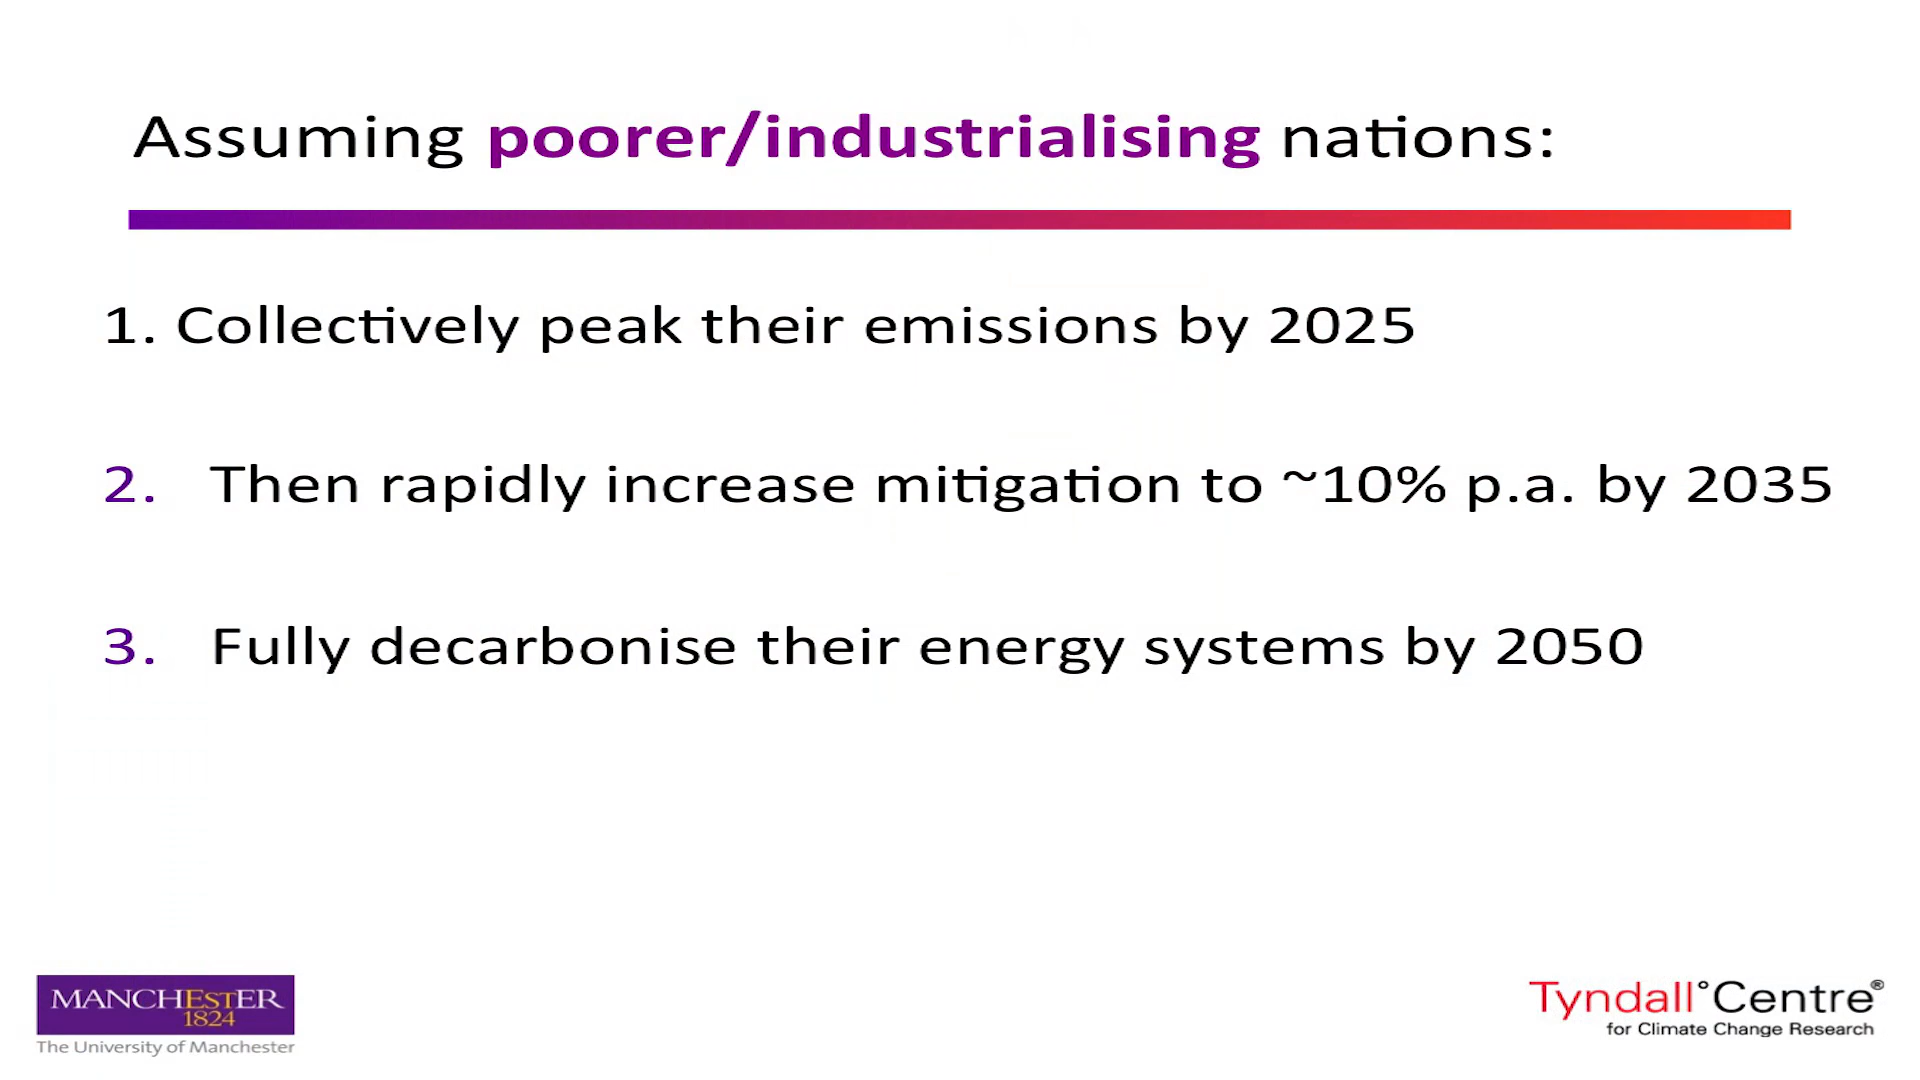 Assuming poorer/industrialising nations:
1. Collectively peak their emissions by 2025
2. Then rapidly increase mitigation to ~10% p.a. by 2035
3. Fully decarbonise their energy systems by 2050
MANCHESTER
1824
The University of Manchester
Tyndall°Centre®
for Climate Change Research